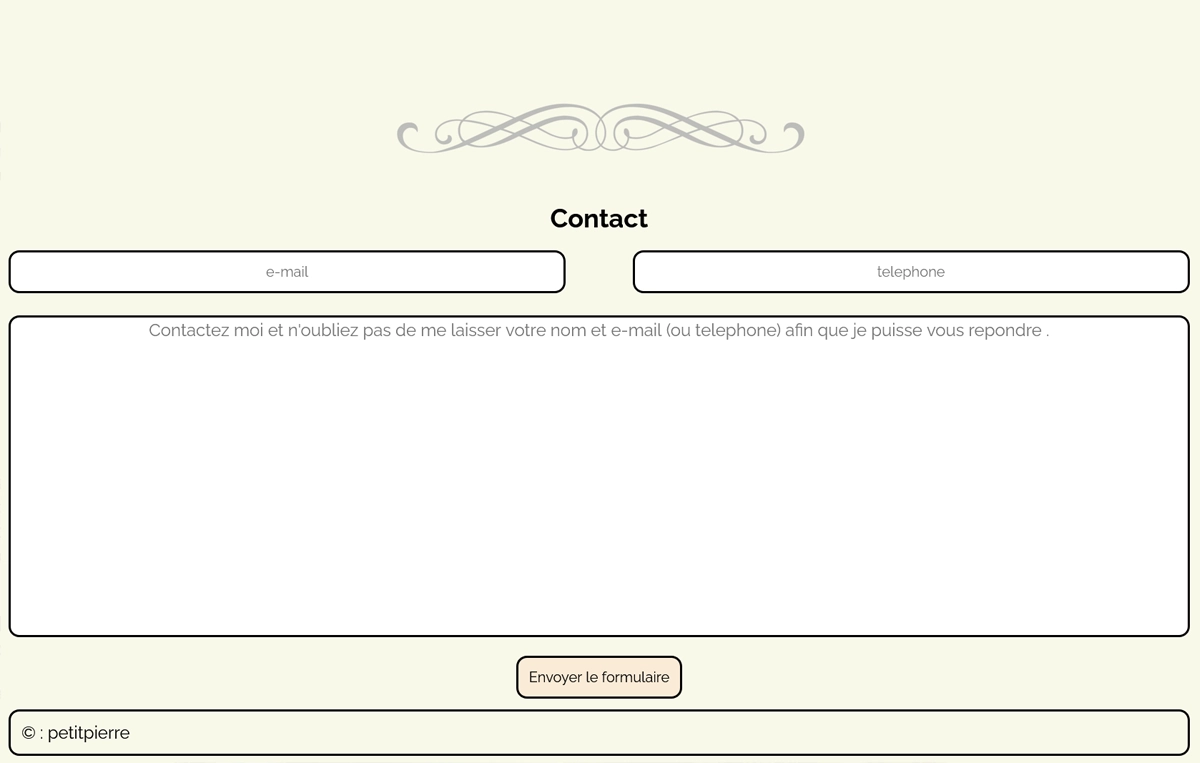 Contact
e-mail
telephone
Contactez moi et n'oubliez pas de me laisser votre nom et e-mail (ou telephone) afin que je puisse vous repondre .
Envoyer le formulaire
© : petitpierre